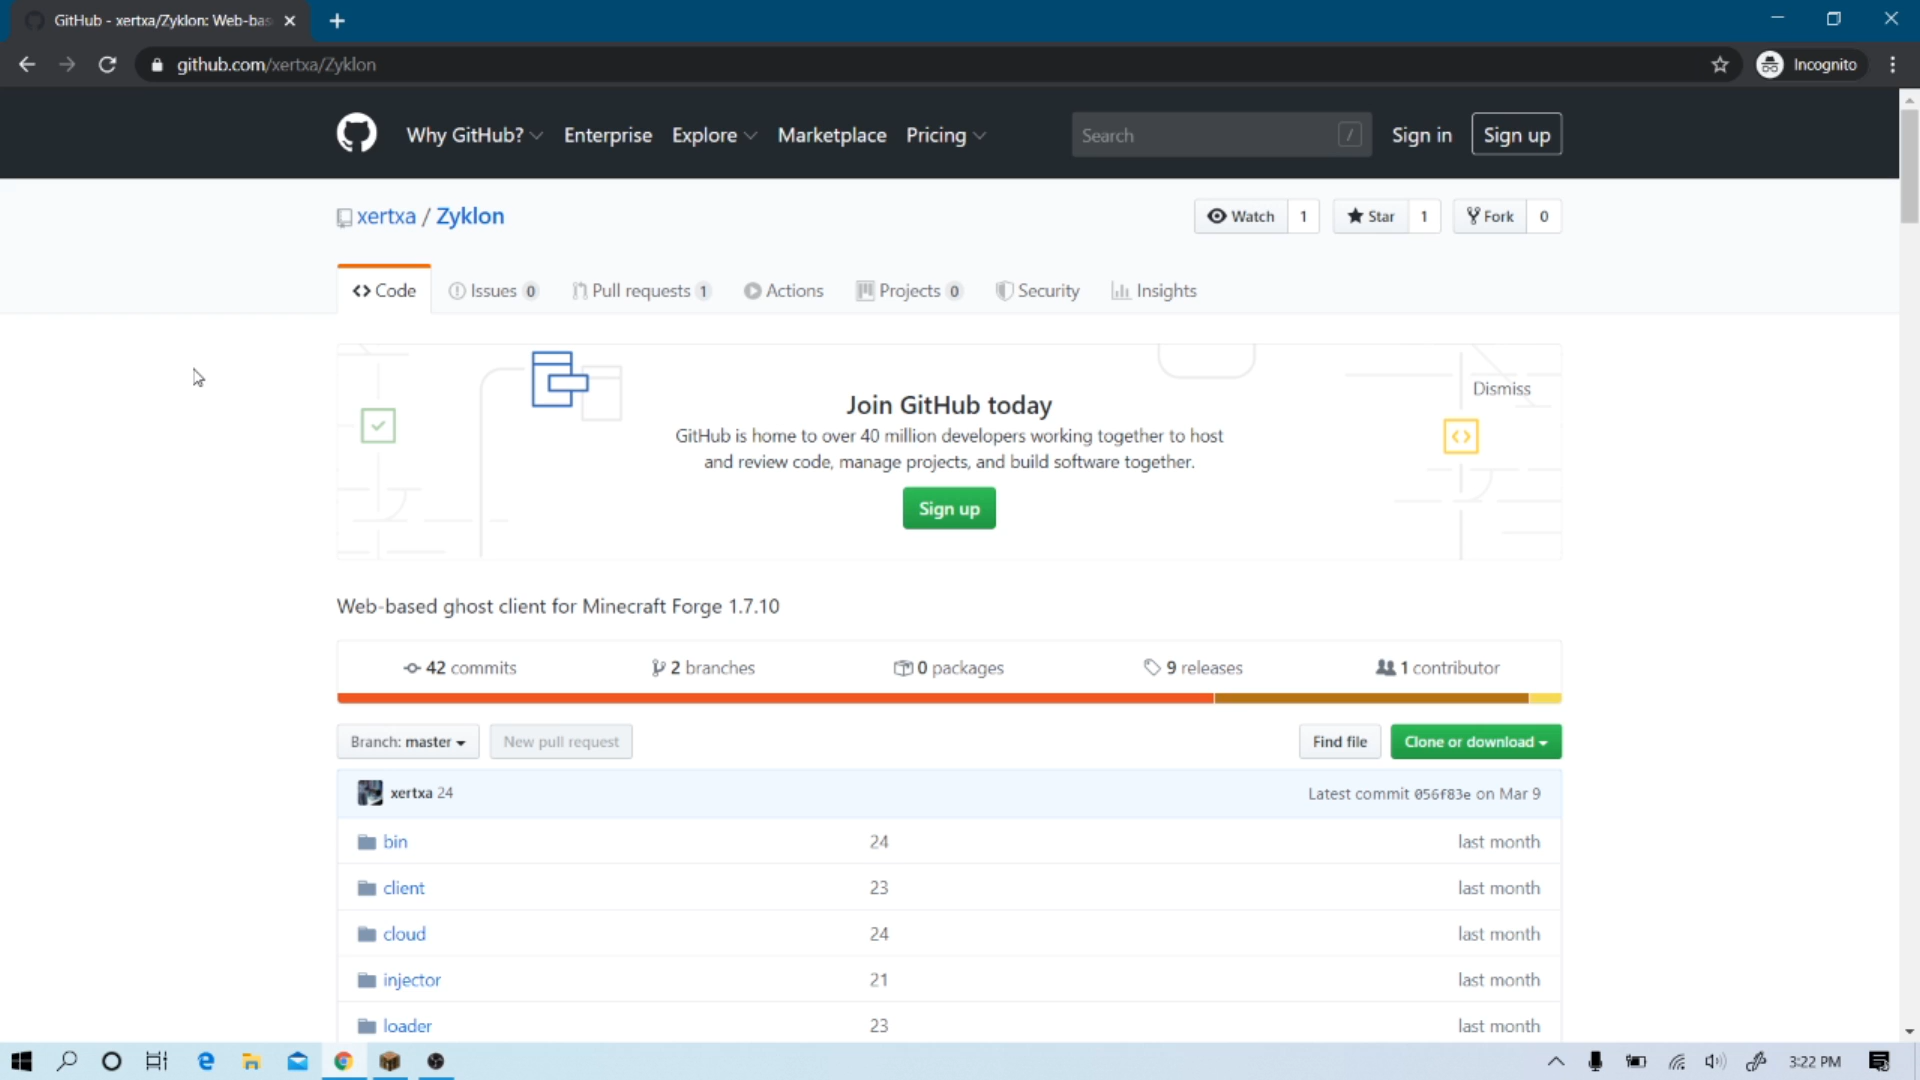 GitHub - xertxa/Zyklon: Web-bas
github.com/xertxa/Zyklon
Incognito
Why GitHub? Enterprise Explore Marketplace Pricing Search / Sign in Sign up
xertxa / Zyklon
Watch 1 Star 1 Fork 0
Code Issues 0 Pull requests 1 Actions Projects 0 Security Insights
Dismiss
Join GitHub today
GitHub is home to over 40 million developers working together to host
and review code, manage projects, and build software together.
Sign up
Web-based ghost client for Minecraft Forge 1.7.10
42 commits 2 branches 0 packages 9 releases 1 contributor
Branch: master New pull request Find file Clone or download
xertxa 24 Latest commit 056f83e on Mar 9
bin 24 last month
client 23 last month
cloud 24 last month
injector 21 last month
loader 23 last month
3:22 PM